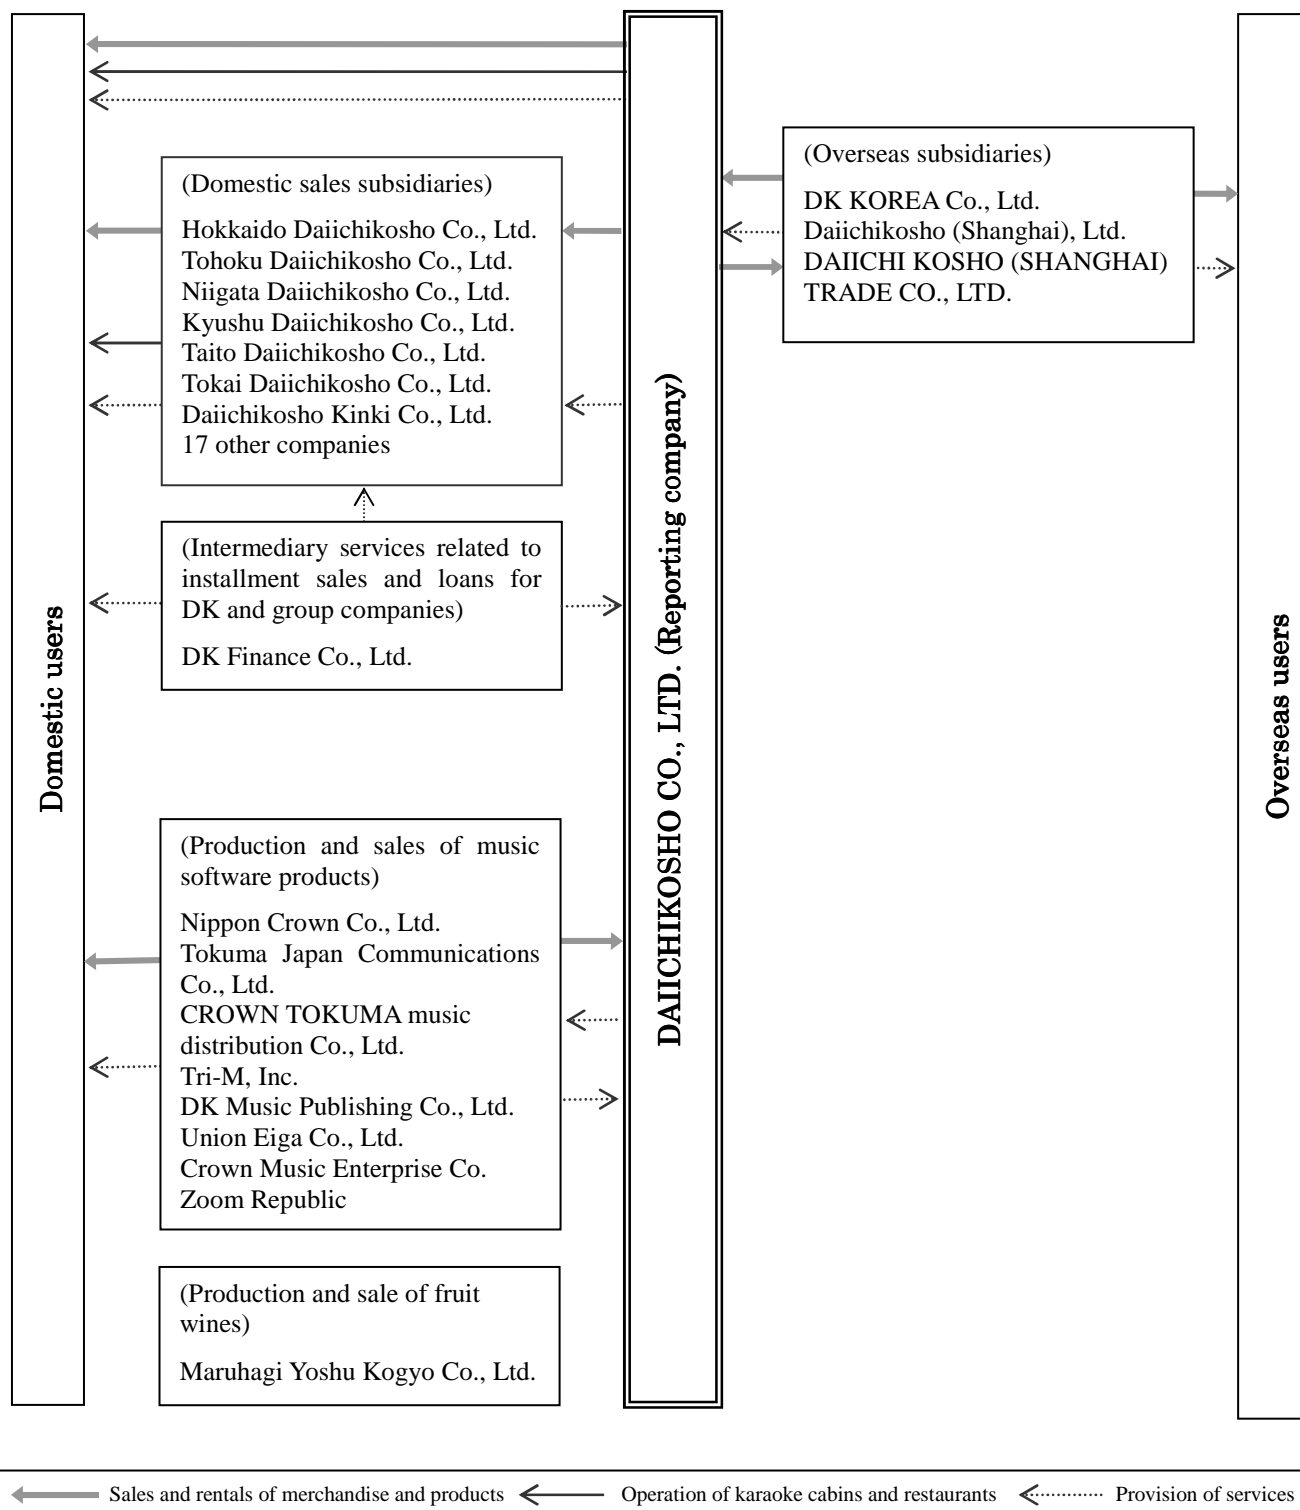 Domestic users
(Domestic sales subsidiaries)
Hokkaido Daiichikosho Co., Ltd.
Tohoku Daiichikosho Co., Ltd.
Niigata Daiichikosho Co., Ltd.
Kyushu Daiichikosho Co., Ltd.
Taito Daiichikosho Co., Ltd.
Tokai Daiichikosho Co., Ltd.
Daiichikosho Kinki Co., Ltd.
17 other companies
(Intermediary services related to
installment sales and loans for
DK and group companies)
DK Finance Co., Ltd.
(Production and sales of music
software products)
Nippon Crown Co., Ltd.
Tokuma Japan Communications
Co., Ltd.
CROWN TOKUMA music
distribution Co., Ltd.
Tri-M, Inc.
DK Music Publishing Co., Ltd.
Union Eiga Co., Ltd.
Crown Music Enterprise Co.
Zoom Republic
(Production and sale of fruit
wines)
Maruhagi Yoshu Kogyo Co., Ltd.
DAIICHIKOSHO CO., LTD. (Reporting company)
(Overseas subsidiaries)
DK KOREA Co., Ltd.
Daiichikosho (Shanghai), Ltd.
DAIICHI KOSHO (SHANGHAI)
TRADE CO., LTD.
Overseas users
Sales and rentals of merchandise and products
Operation of karaoke cabins and restaurants
Provision of services